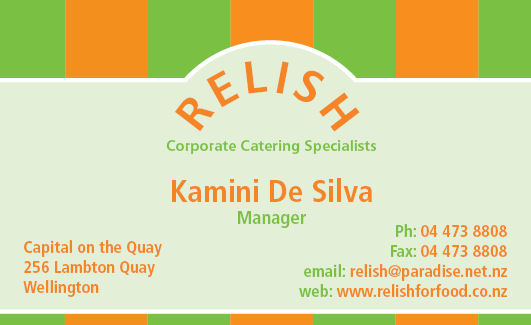 RELISH
Corporate Catering Specialists
Kamini De Silva
Manager
Capital on the Quay
256 Lambton Quay
Wellington
Ph: 04 473 8808
Fax: 04 473 8808
email: relish@paradise.net.nz
web: www.relishforfood.co.nz